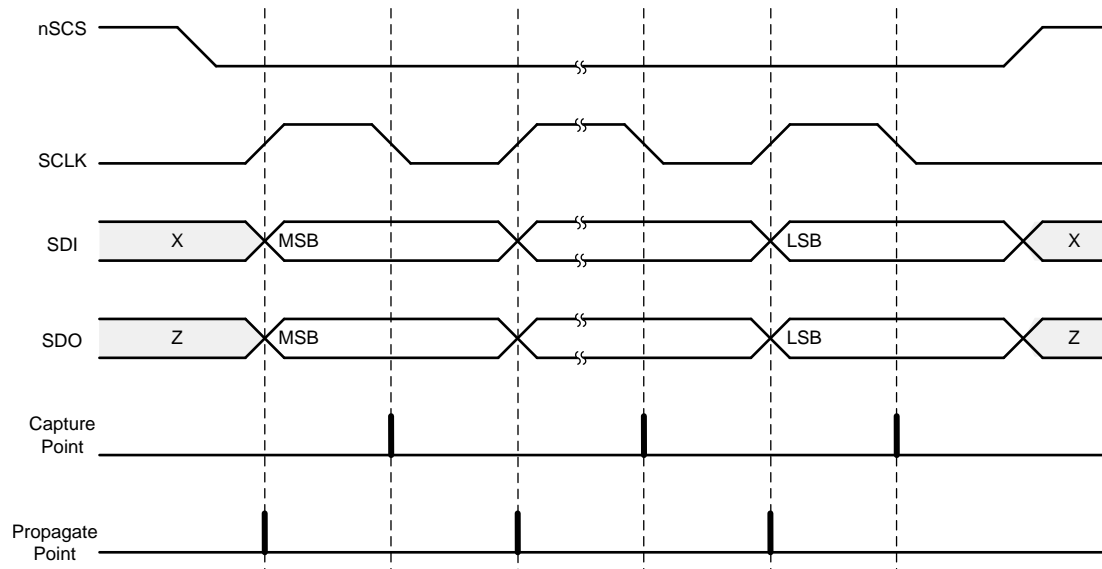 nSCS
SCLK
SDI X MSB LSB X
SDO Z MSB LSB Z
Capture
Point
Propagate
Point